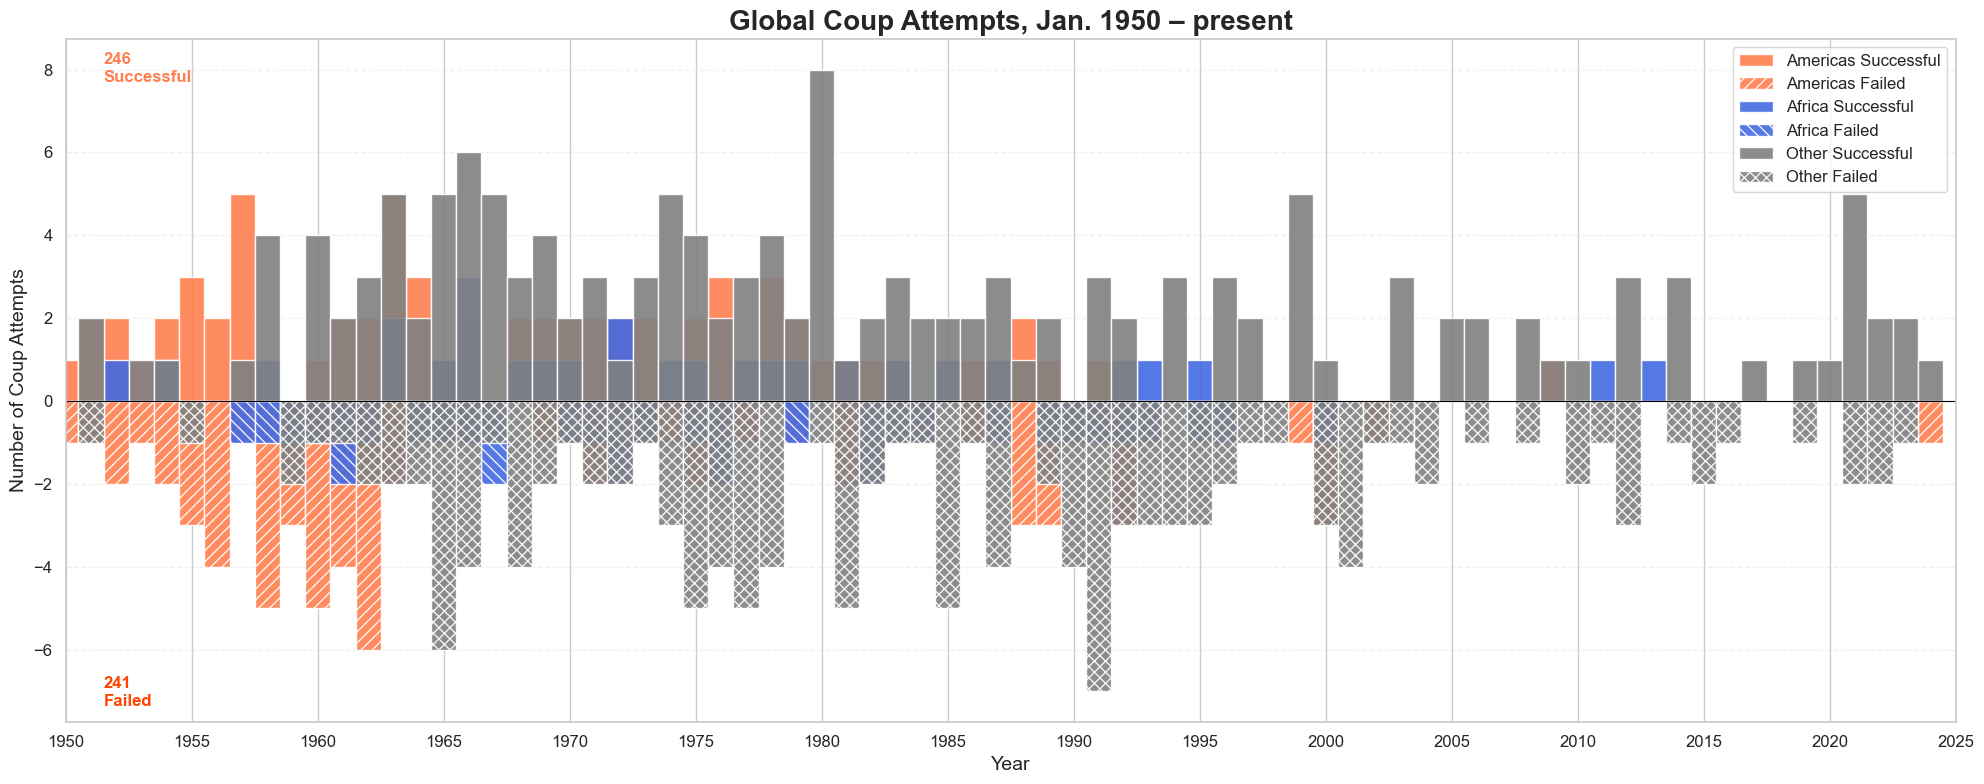 Global Coup Attempts, Jan. 1950 – present
246
Successful
Americas Successful
Americas Failed
Africa Successful
Africa Failed
Other Successful
Other Failed
Number of Coup Attempts
8
6
4
2
0
−2
−4
−6
241
Failed
1950 1955 1960 1965 1970 1975 1980 1985 1990 1995 2000 2005 2010 2015 2020 2025
Year